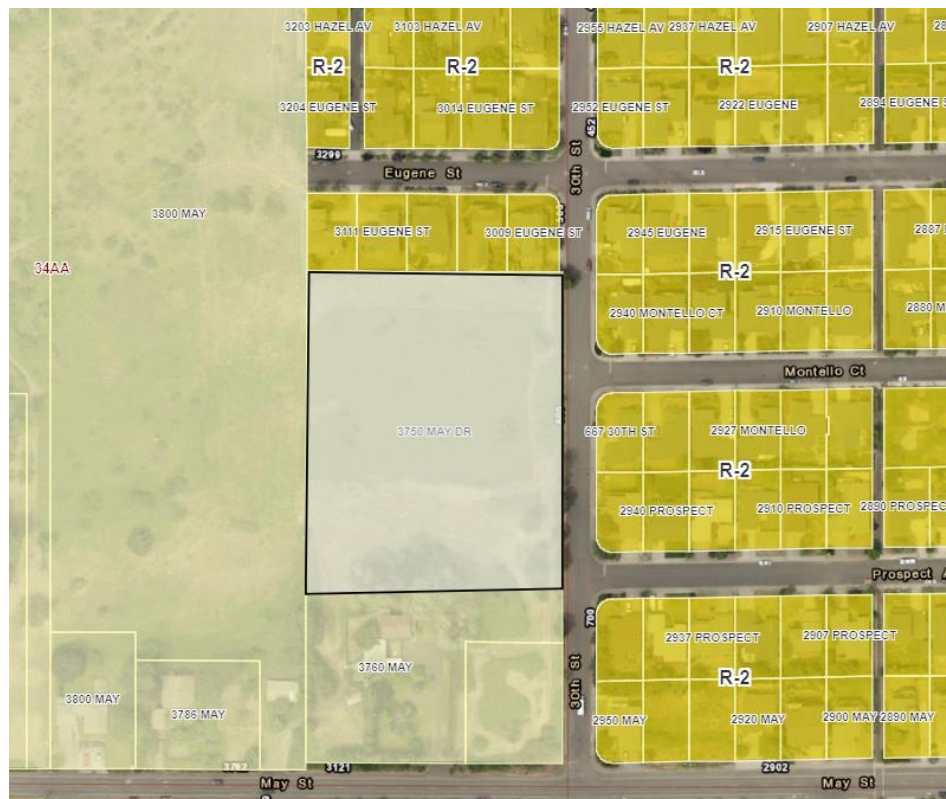 3203 HAZEL AV
3103 HAZEL AV
2955 HAZEL AV
2937 HAZEL AV
2907 HAZEL AV
R-2
R-2
R-2
3204 EUGENE ST
3014 EUGENE ST
2952 EUGENE ST
2922 EUGENE
2894 EUGENE
452
3299
Eugene St
30th St
3800 MAY
3111 EUGENE ST
3009 EUGENE ST
2945 EUGENE
2915 EUGENE ST
2887
34AA
R-2
2940 MONTELLO CT
2910 MONTELLO
2880 M
Montello Ct
3750 MAY DR
667 30TH ST
2927 MONTELLO
R-2
2940 PROSPECT
2910 PROSPECT
2890 PROSPEC
Prospect
700
2937 PROSPECT
2907 PROSPECT
3760 MAY
30th St
R-2
3800 MAY
3786 MAY
2950 MAY
2920 MAY
2900 MAY
2890 MAY
3762
3121
2902
May St
May St